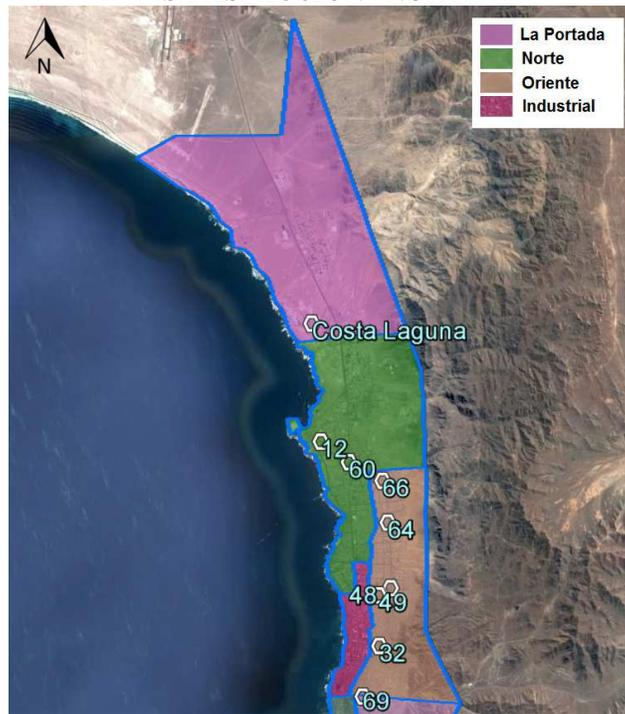 N
La Portada
Norte
Oriente
Industrial
Costa Laguna
12
60
66
64
48
49
32
69